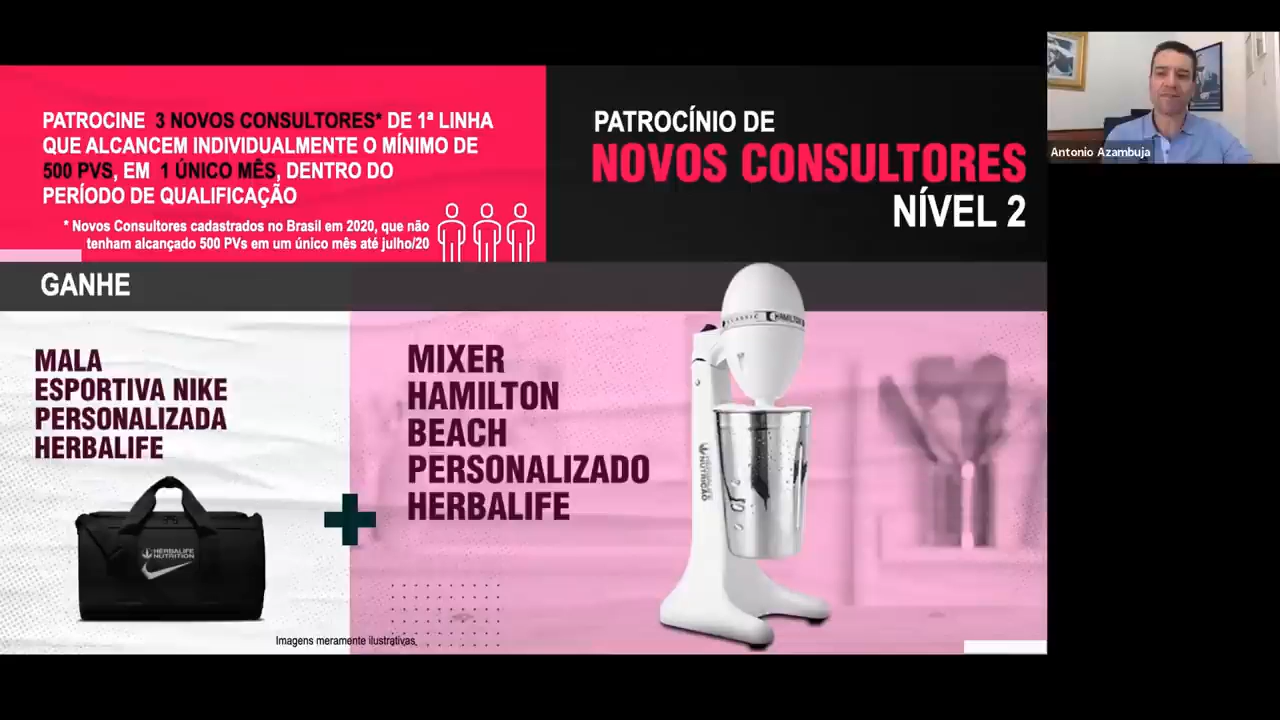 PATROCINE 3 NOVOS CONSULTORES* DE 1ª LINHA
QUE ALCANCEM INDIVIDUALMENTE O MÍNIMO DE
500 PVS, EM 1 ÚNICO MÊS, DENTRO DO
PERÍODO DE QUALIFICAÇÃO
* Novos Consultores cadastrados no Brasil em 2020, que não
tenham alcançado 500 PVs em um único mês até julho/20
PATROCÍNIO DE
NOVOS CONSULTORES
NÍVEL 2
Antonio Azambuja
GANHE
MALA
ESPORTIVA NIKE
PERSONALIZADA
HERBALIFE
MIXER
HAMILTON
BEACH
PERSONALIZADO
HERBALIFE
CLASSIC HAMILTON
HERBALIFE
NUTRITION
NUTRIÇÃO
Imagens meramente ilustrativas.